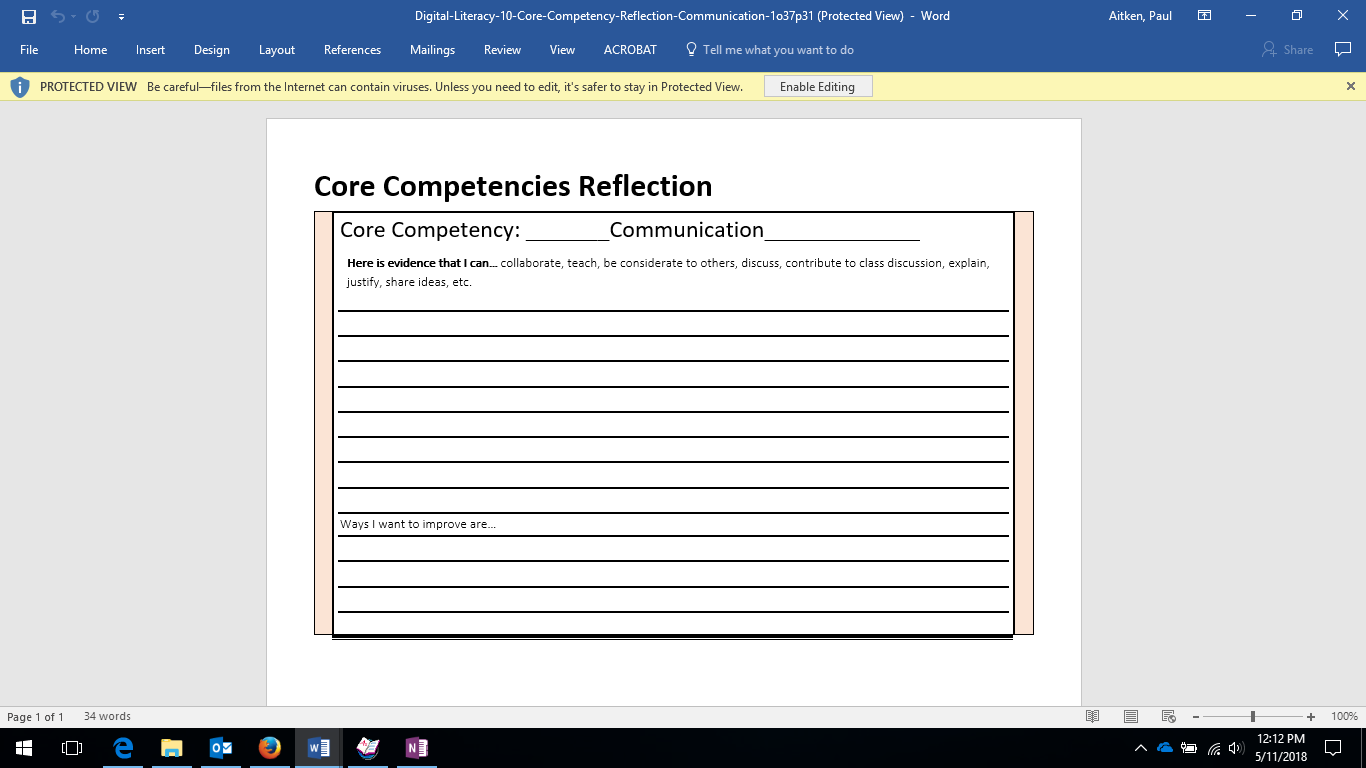 Digital-Literacy-10-Core-Competency-Reflection-Communication-1o37p31 (Protected View) - Word
Aitken, Paul
File Home Insert Design Layout References Mailings Review View ACROBAT Tell me what you want to do Share
PROTECTED VIEW Be careful—files from the Internet can contain viruses. Unless you need to edit, it's safer to stay in Protected View. Enable Editing
Core Competencies Reflection
Core Competency: _______Communication_____________
Here is evidence that I can... collaborate, teach, be considerate to others, discuss, contribute to class discussion, explain,
justify, share ideas, etc.
Ways I want to improve are...
Page 1 of 1 34 words 100%
12:12 PM
5/11/2018